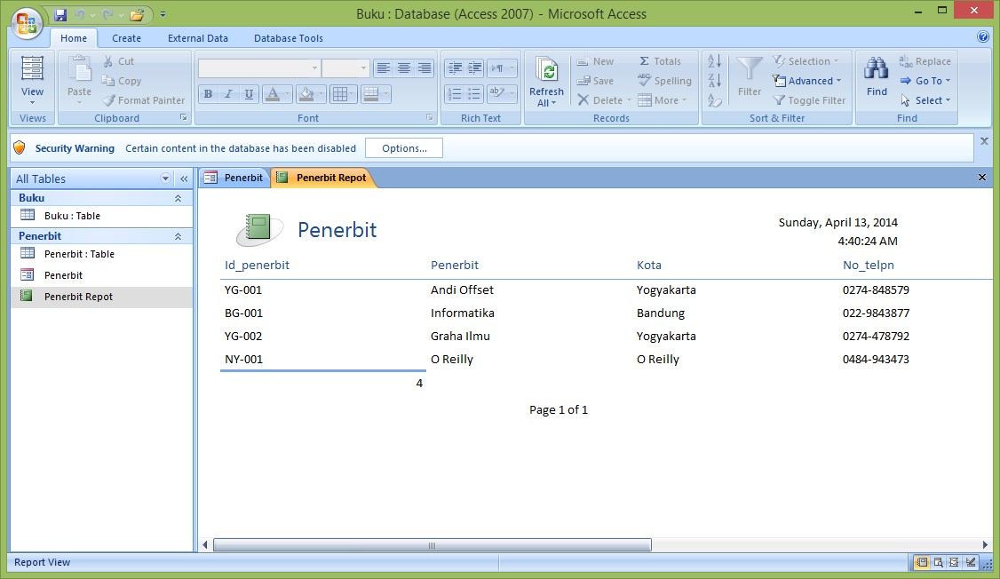 Buku : Database (Access 2007) - Microsoft Access
Home Create External Data Database Tools
View
Views
Paste
Cut
Copy
Format Painter
Clipboard
B I U A
Font
ab
Rich Text
Refresh
All
New
Save
Delete
Σ Totals
ABC Spelling
More
Records
A Z
Z A
Filter
Selection
Advanced
Toggle Filter
Sort & Filter
Find
Replace
Go To
Select
Find
Security Warning Certain content in the database has been disabled Options...
All Tables
Buku
Buku : Table
Penerbit
Penerbit : Table
Penerbit
Penerbit Repot
Penerbit Penerbit Repot
Penerbit
Sunday, April 13, 2014
4:40:24 AM
Id_penerbit Penerbit Kota No_telpn
YG-001 Andi Offset Yogyakarta 0274-848579
BG-001 Informatika Bandung 022-9843877
YG-002 Graha Ilmu Yogyakarta 0274-478792
NY-001 O Reilly O Reilly 0484-943473
4
Page 1 of 1
Report View